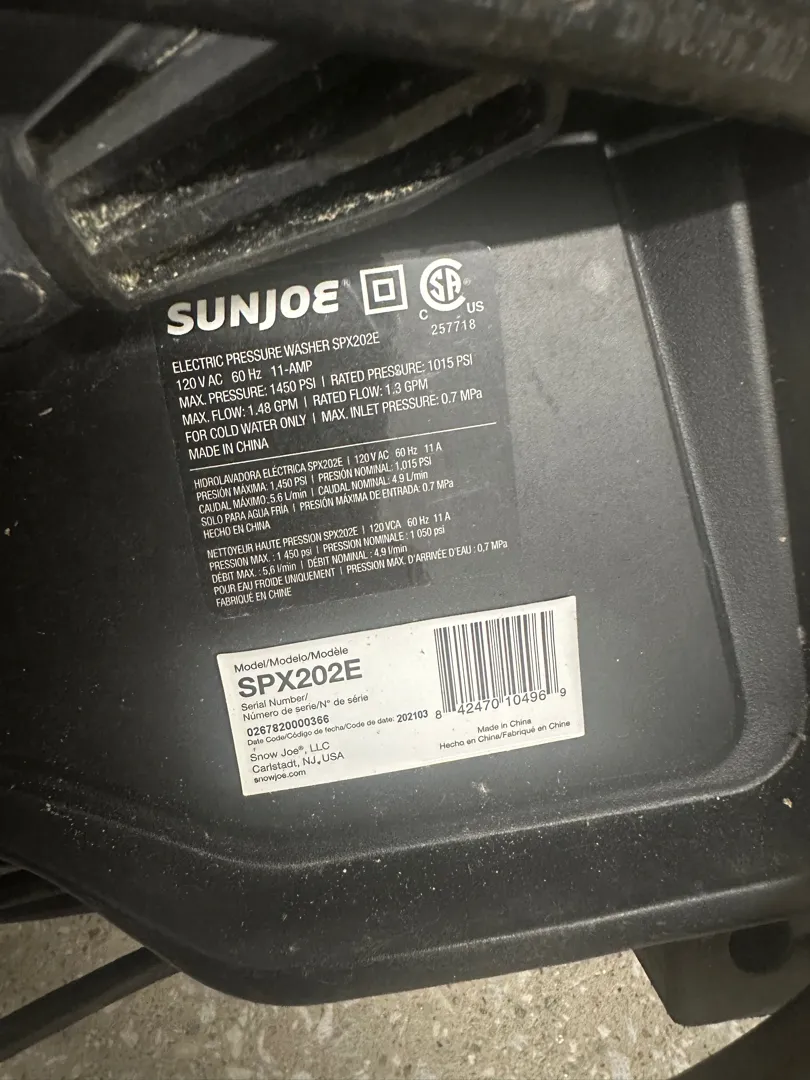 SUNJOE®
C US
257718
ELECTRIC PRESSURE WASHER SPX202E
120 V AC 60 Hz 11-AMP
MAX. PRESSURE: 1450 PSI | RATED PRESSURE: 1015 PSI
MAX. FLOW: 1.48 GPM | RATED FLOW: 1.3 GPM
FOR COLD WATER ONLY | MAX. INLET PRESSURE: 0.7 MPa
MADE IN CHINA
HIDROLAVADORA ELÉCTRICA SPX202E | 120 V AC 60 Hz 11 A
PRESIÓN MÁXIMA: 1,450 PSI | PRESIÓN NOMINAL: 1,015 PSI
CAUDAL MÁXIMO: 5.6 L/min | CAUDAL NOMINAL: 4.9 L/min
SOLO PARA AGUA FRÍA | PRESIÓN MÁXIMA DE ENTRADA: 0.7 MPa
HECHO EN CHINA
NETTOYEUR HAUTE PRESSION SPX202E | 120 VCA 60 Hz 11 A
PRESSION MAX. : 1 450 psi | PRESSION NOMINALE : 1 050 psi
DÉBIT MAX. : 5,6 l/min | DÉBIT NOMINAL : 4,9 l/min
POUR EAU FROIDE UNIQUEMENT | PRESSION MAX. D'ARRIVÉE D'EAU : 0,7 MPa
FABRIQUÉ EN CHINE
Model/Modelo/Modèle
SPX202E
Serial Number/
Número de serie/N° de série
0267820000366
Date Code/Código de fecha/Code de date: 202103
Snow Joe®, LLC
Carlstadt, NJ, USA
snowjoe.com
8 42470 10496 9
Made in China
Hecho en China/Fabriqué en Chine